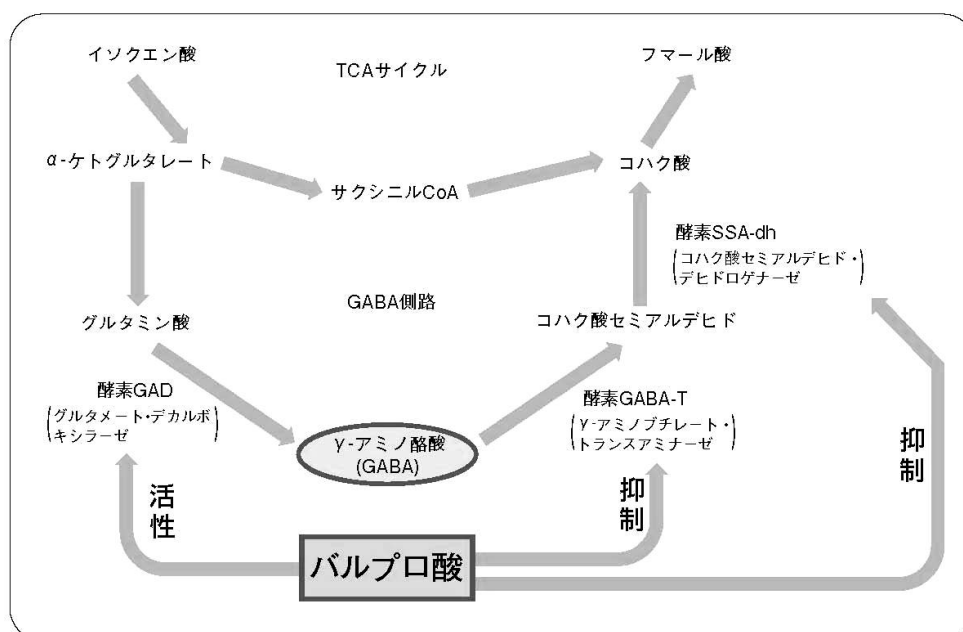 イソクエン酸
TCAサイクル
フマール酸
α-ケトグルタレート
サクシニルCoA
コハク酸
酵素SSA-dh
(コハク酸セミアルデヒド・
デヒドロゲナーゼ)
グルタミン酸
GABA側路
コハク酸セミアルデヒド
酵素GAD
(グルタメート・デカルボ
キシラーゼ)
γ-アミノ酪酸
(GABA)
酵素GABA-T
(γ-アミノブチレート・
トランスアミナーゼ)
活性
抑制
抑制
バルプロ酸